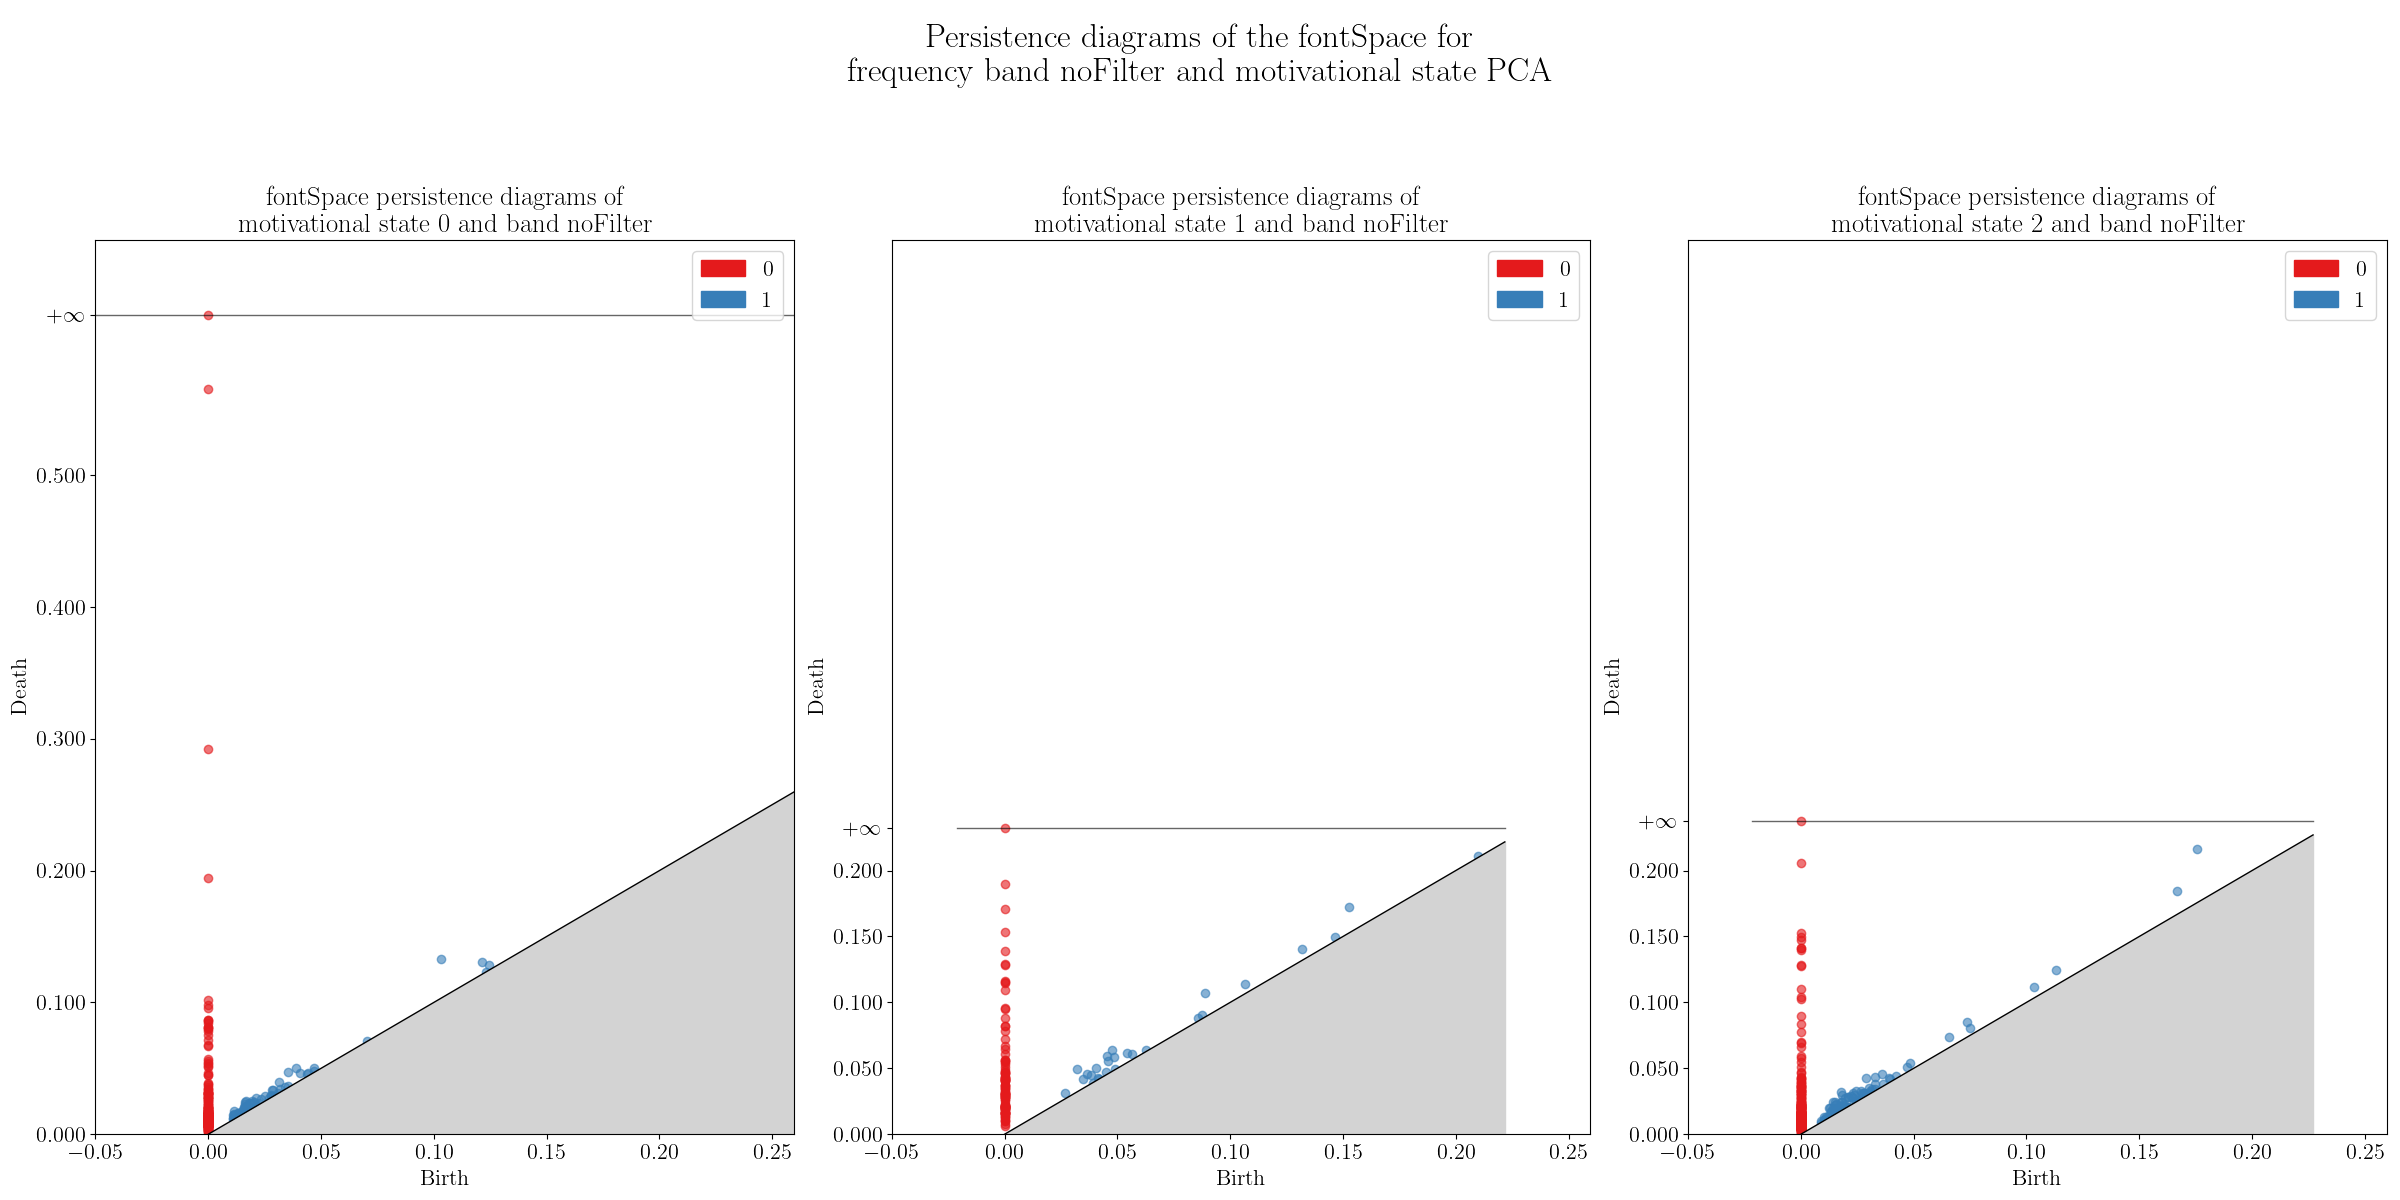 Persistence diagrams of the fontSpace for
frequency band noFilter and motivational state PCA
fontSpace persistence diagrams of
motivational state 0 and band noFilter
0
1
+∞
0.500
0.400
0.300
0.200
0.100
0.000
Death
−0.05 0.00 0.05 0.10 0.15 0.20 0.25
Birth
fontSpace persistence diagrams of
motivational state 1 and band noFilter
0
1
+∞
0.200
0.150
0.100
0.050
0.000
Death
−0.05 0.00 0.05 0.10 0.15 0.20 0.25
Birth
fontSpace persistence diagrams of
motivational state 2 and band noFilter
0
1
+∞
0.200
0.150
0.100
0.050
0.000
Death
−0.05 0.00 0.05 0.10 0.15 0.20 0.25
Birth